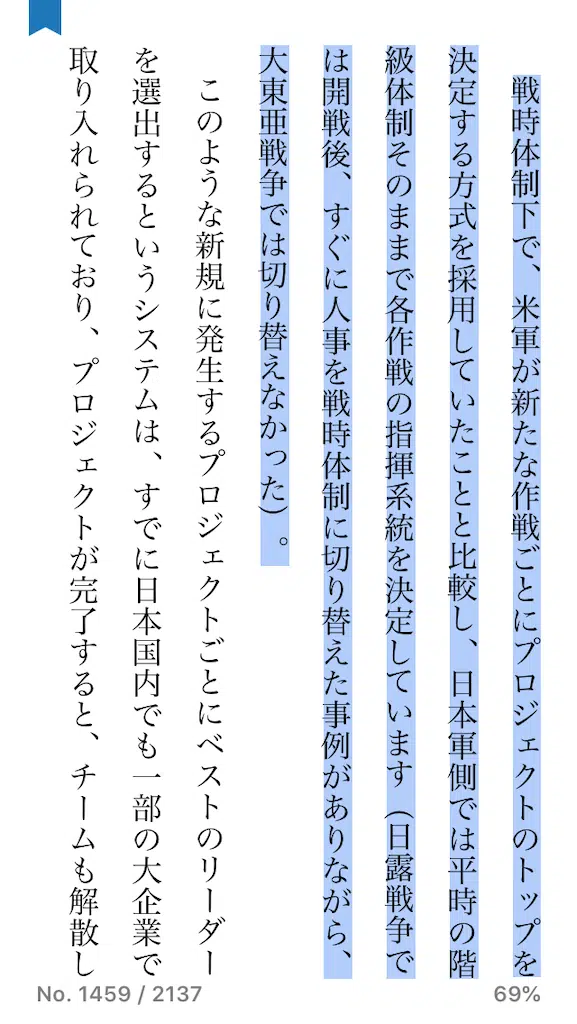 戦時体制下で、米軍が新たな作戦ごとにプロジェクトのトップを
決定する方式を採用していたことと比較し、日本軍側では平時の階
級体制そのままで各作戦の指揮系統を決定しています（日露戦争で
は開戦後、すぐに人事を戦時体制に切り替えた事例がありながら、
大東亜戦争では切り替えなかった）。
このような新規に発生するプロジェクトごとにベストのリーダー
を選出するというシステムは、すでに日本国内でも一部の大企業で
取り入れられており、プロジェクトが完了すると、チームも解散し
No. 1459 / 2137
69%